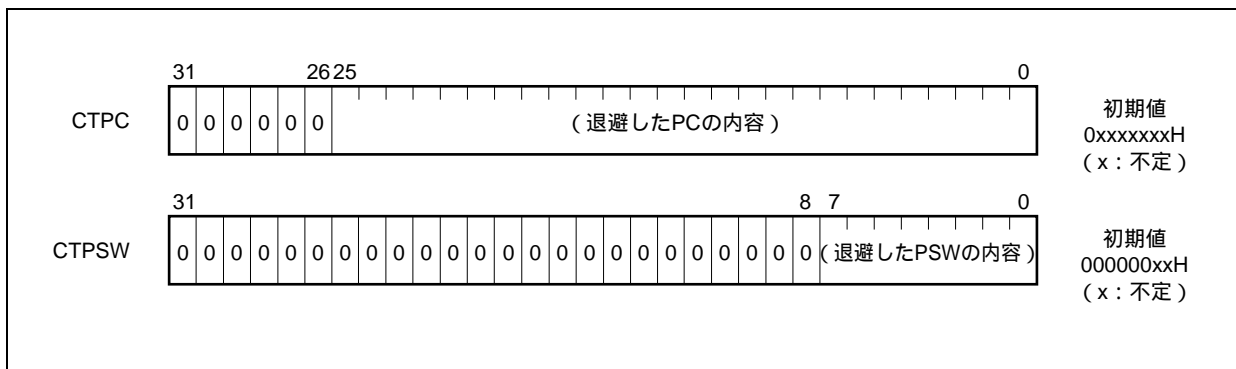 31 26 25 0
CTPC 0 0 0 0 0 0 (退避したPCの内容) 初期値
0xxxxxxxH
(x:不定)
31 8 7 0
CTPSW 0 0 0 0 0 0 0 0 0 0 0 0 0 0 0 0 0 0 0 0 0 0 0 0 (退避したPSWの内容) 初期値
000000xxH
(x:不定)